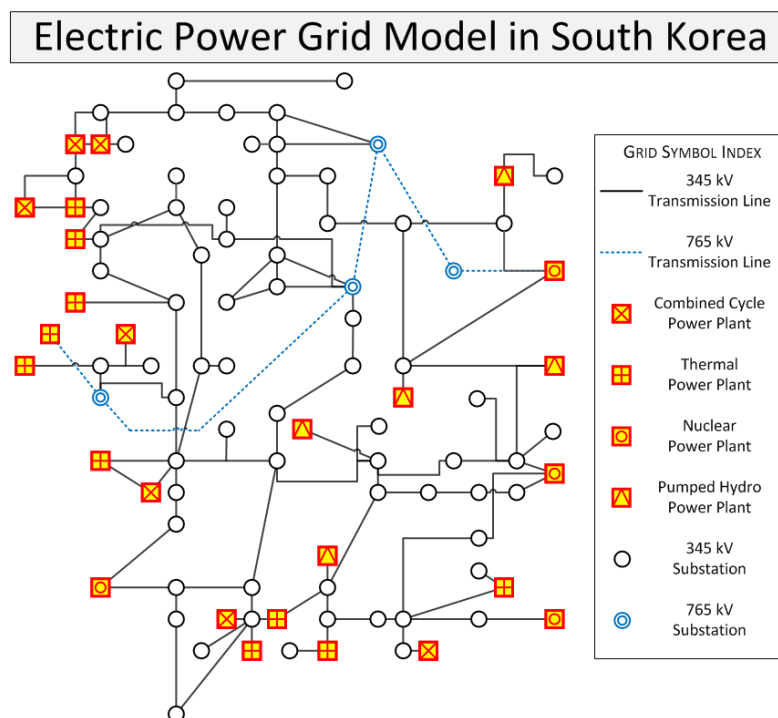 Electric Power Grid Model in South Korea
GRID SYMBOL INDEX
345 kV
Transmission Line
765 kV
Transmission Line
Combined Cycle
Power Plant
Thermal
Power Plant
Nuclear
Power Plant
Pumped Hydro
Power Plant
345 kV
Substation
765 kV
Substation